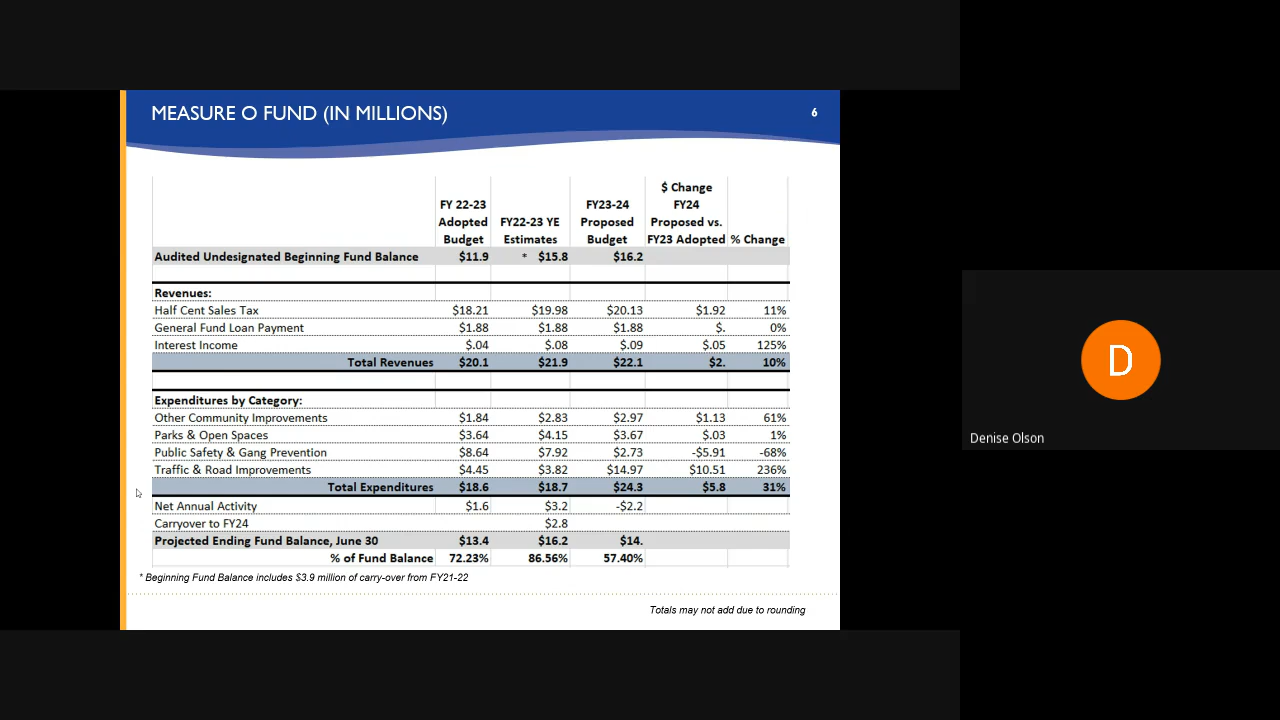 MEASURE O FUND (IN MILLIONS) 6
$ Change
FY 22-23 FY23-24 FY24
Adopted FY22-23 YE Proposed Proposed vs.
Budget Estimates Budget FY23 Adopted % Change
Audited Undesignated Beginning Fund Balance $11.9 * $15.8 $16.2
Revenues:
Half Cent Sales Tax $18.21 $19.98 $20.13 $1.92 11%
General Fund Loan Payment $1.88 $1.88 $1.88 $. 0%
Interest Income $.04 $.08 $.09 $.05 125%
Total Revenues $20.1 $21.9 $22.1 $2. 10%
Expenditures by Category:
Other Community Improvements $1.84 $2.83 $2.97 $1.13 61%
Parks & Open Spaces $3.64 $4.15 $3.67 $.03 1%
Public Safety & Gang Prevention $8.64 $7.92 $2.73 -$5.91 -68%
Traffic & Road Improvements $4.45 $3.82 $14.97 $10.51 236%
Total Expenditures $18.6 $18.7 $24.3 $5.8 31%
Net Annual Activity $1.6 $3.2 -$2.2
Carryover to FY24 $2.8
Projected Ending Fund Balance, June 30 $13.4 $16.2 $14.
% of Fund Balance 72.23% 86.56% 57.40%
* Beginning Fund Balance includes $3.9 million of carry-over from FY21-22
Totals may not add due to rounding
D
Denise Olson